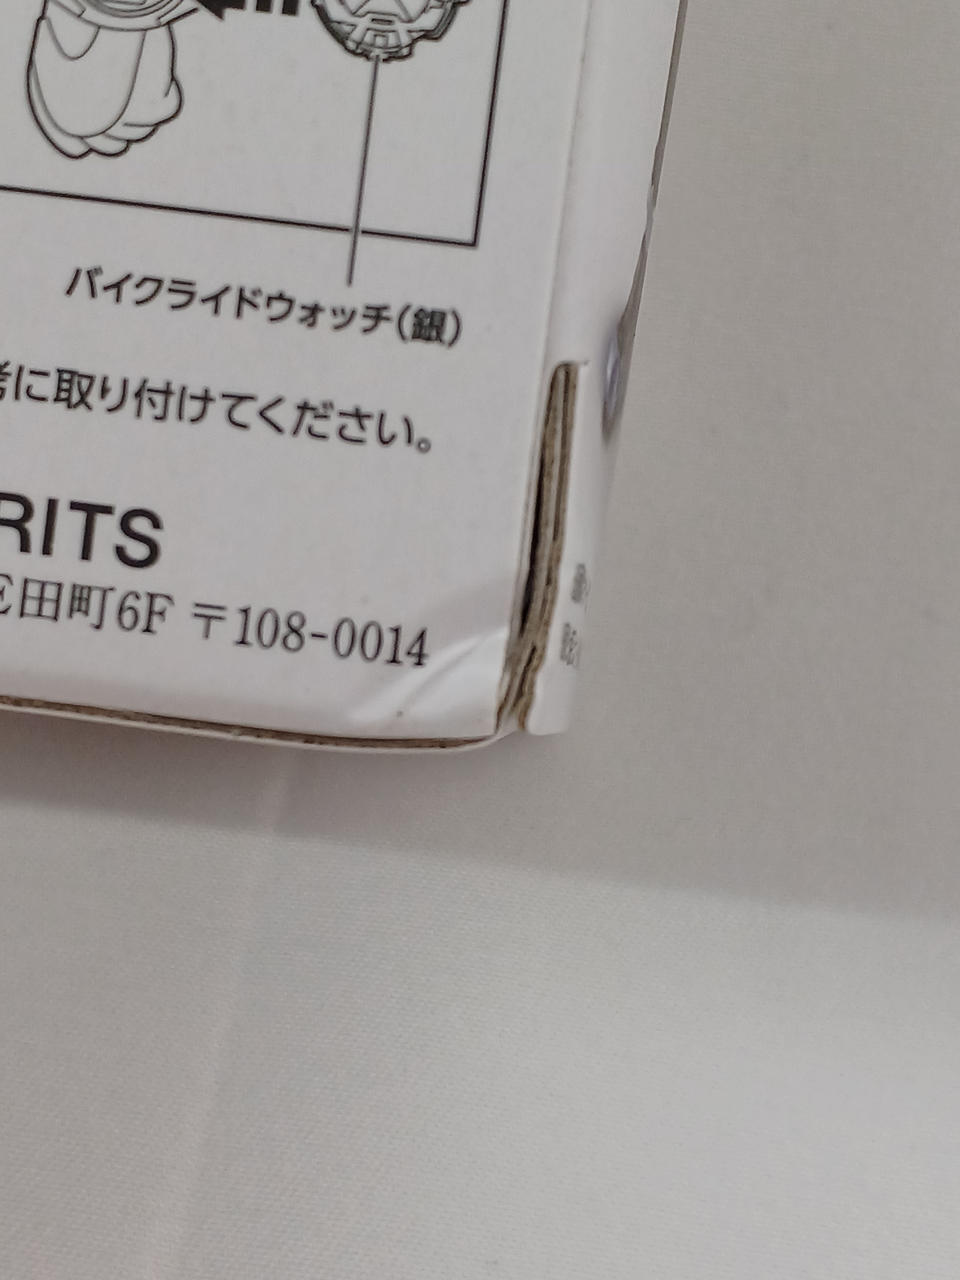 バイクライドウォッチ(銀)
に取り付けてください。
RITS
田町6F 〒108-0014